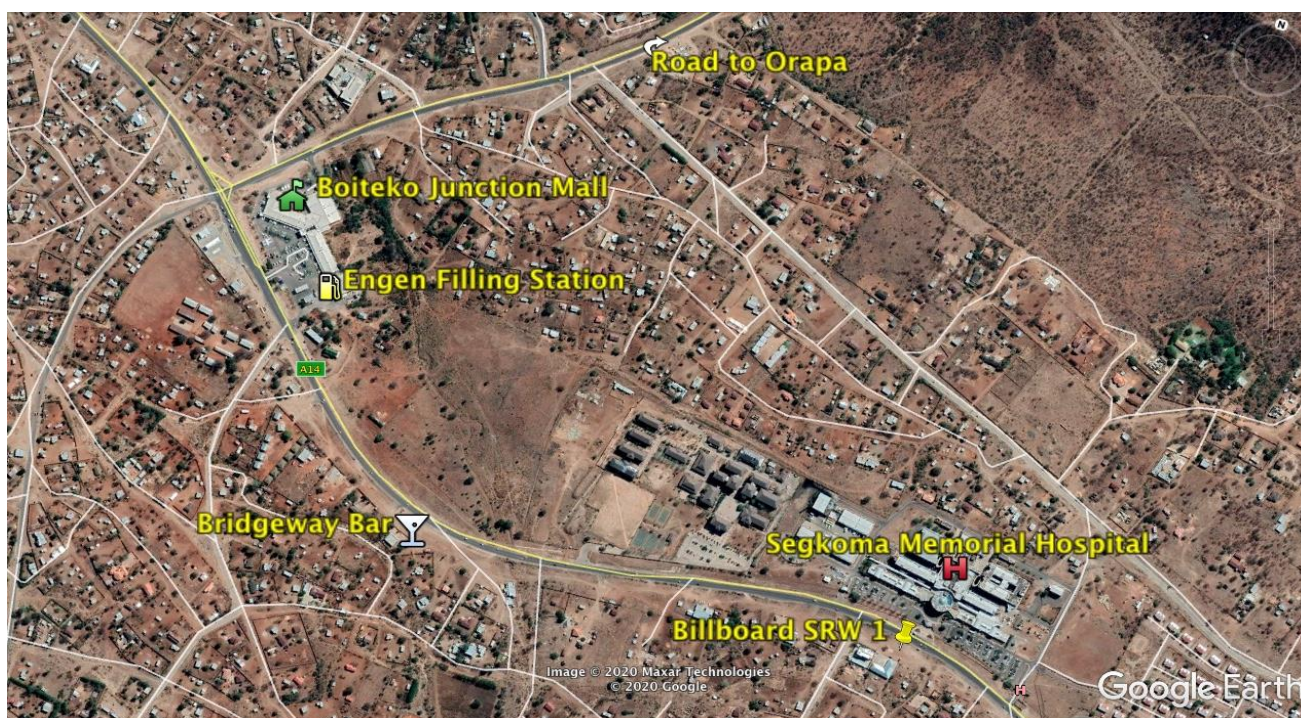 N
Road to Orapa
Boiteko Junction Mall
Engen Filling Station
A14
Bridgeway Bar
Segkoma Memorial Hospital
H
Billboard SRW 1
Image © 2020 Maxar Technologies
© 2020 Google
H
Google Earth